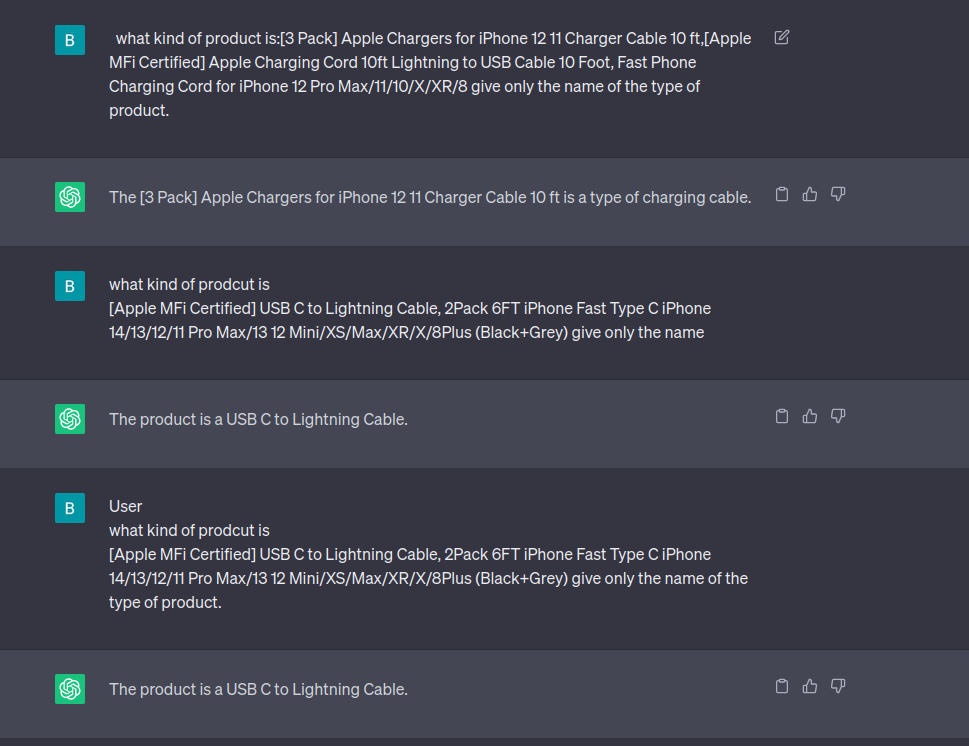 B
what kind of product is:[3 Pack] Apple Chargers for iPhone 12 11 Charger Cable 10 ft,[Apple
MFi Certified] Apple Charging Cord 10ft Lightning to USB Cable 10 Foot, Fast Phone
Charging Cord for iPhone 12 Pro Max/11/10/X/XR/8 give only the name of the type of
product.
The [3 Pack] Apple Chargers for iPhone 12 11 Charger Cable 10 ft is a type of charging cable.
B
what kind of prodcut is
[Apple MFi Certified] USB C to Lightning Cable, 2Pack 6FT iPhone Fast Type C iPhone
14/13/12/11 Pro Max/13 12 Mini/XS/Max/XR/X/8Plus (Black+Grey) give only the name
The product is a USB C to Lightning Cable.
B
User
what kind of prodcut is
[Apple MFi Certified] USB C to Lightning Cable, 2Pack 6FT iPhone Fast Type C iPhone
14/13/12/11 Pro Max/13 12 Mini/XS/Max/XR/X/8Plus (Black+Grey) give only the name of the
type of product.
The product is a USB C to Lightning Cable.